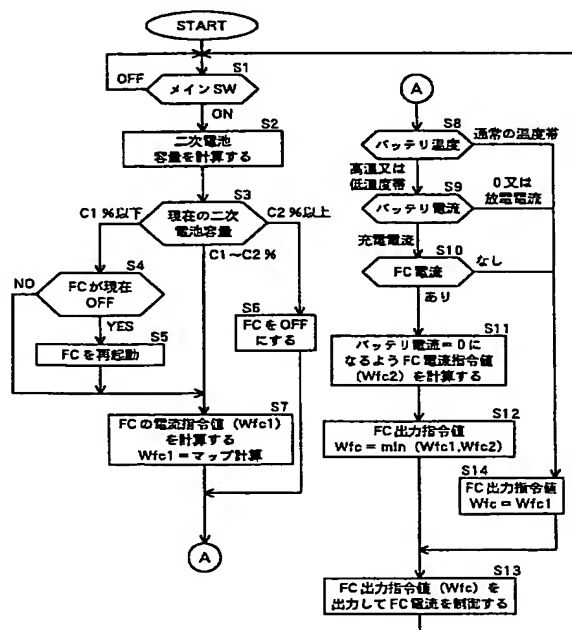 START
S1
OFF
メインSW
ON
S2
二次電池
容量を計算する
S3
C1%以下
現在の二次
電池容量
C2%以上
C1～C2%
S4
NO
FCが現在
OFF
YES
S5
FCを再起動
S6
FCをOFF
にする
S7
FCの電流指令値（Wfc1）
を計算する
Wfc1＝マップ計算
A
A
S8
バッテリ温度
通常の温度帯
高温又は
低温度帯
S9
バッテリ電流
0又は
放電電流
充電電流
S10
FC電流
なし
あり
S11
バッテリ電流＝0に
なるようFC電流指令値
（Wfc2）を計算する
S12
FC出力指令値
Wfc＝min（Wfc1,Wfc2）
S14
FC出力指令値
Wfc＝Wfc1
S13
FC出力指令値（Wfc）を
出力してFC電流を制御する